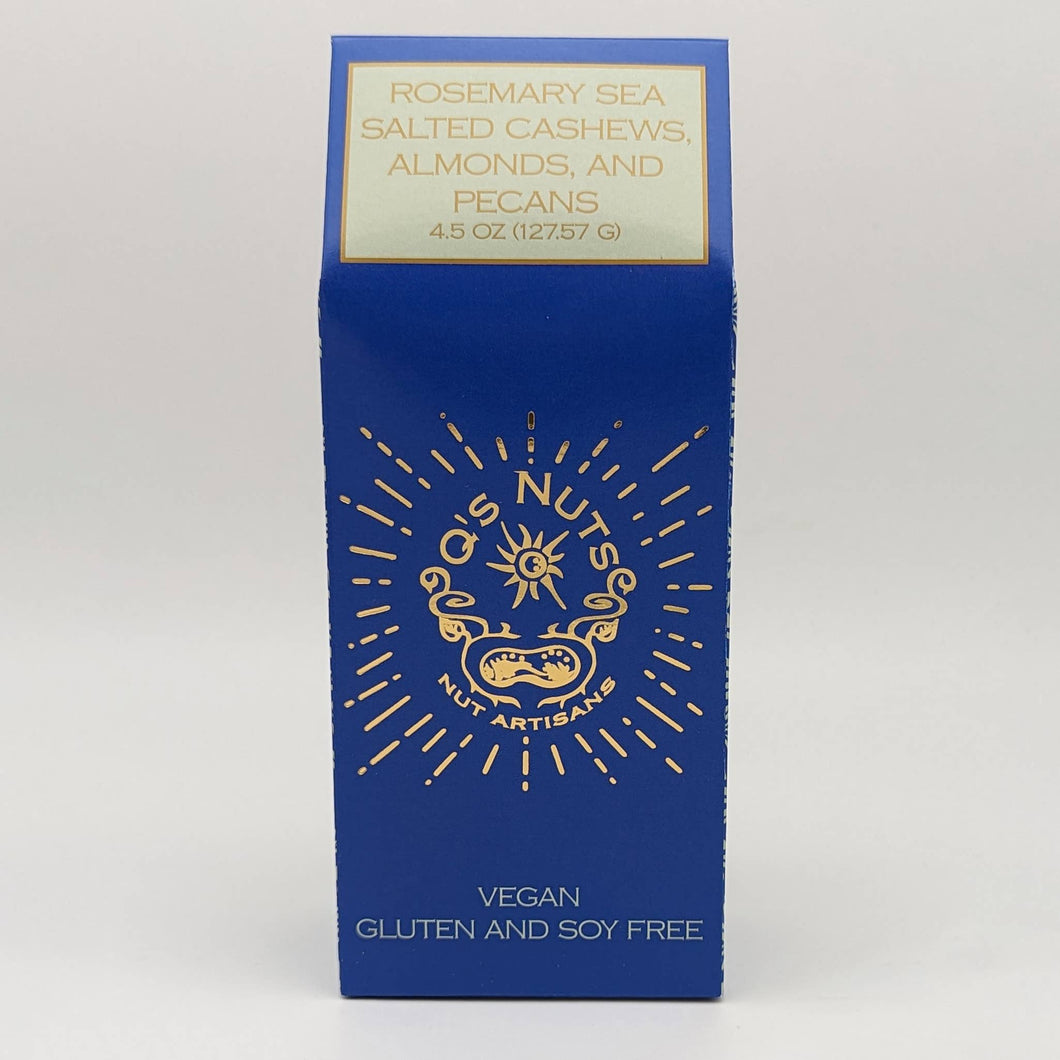 ROSEMARY SEA
SALTED CASHEWS,
ALMONDS, AND
PECANS
4.5 OZ (127.57 G)
Q'S NUTS
NUT ARTISANS
VEGAN
GLUTEN AND SOY FREE